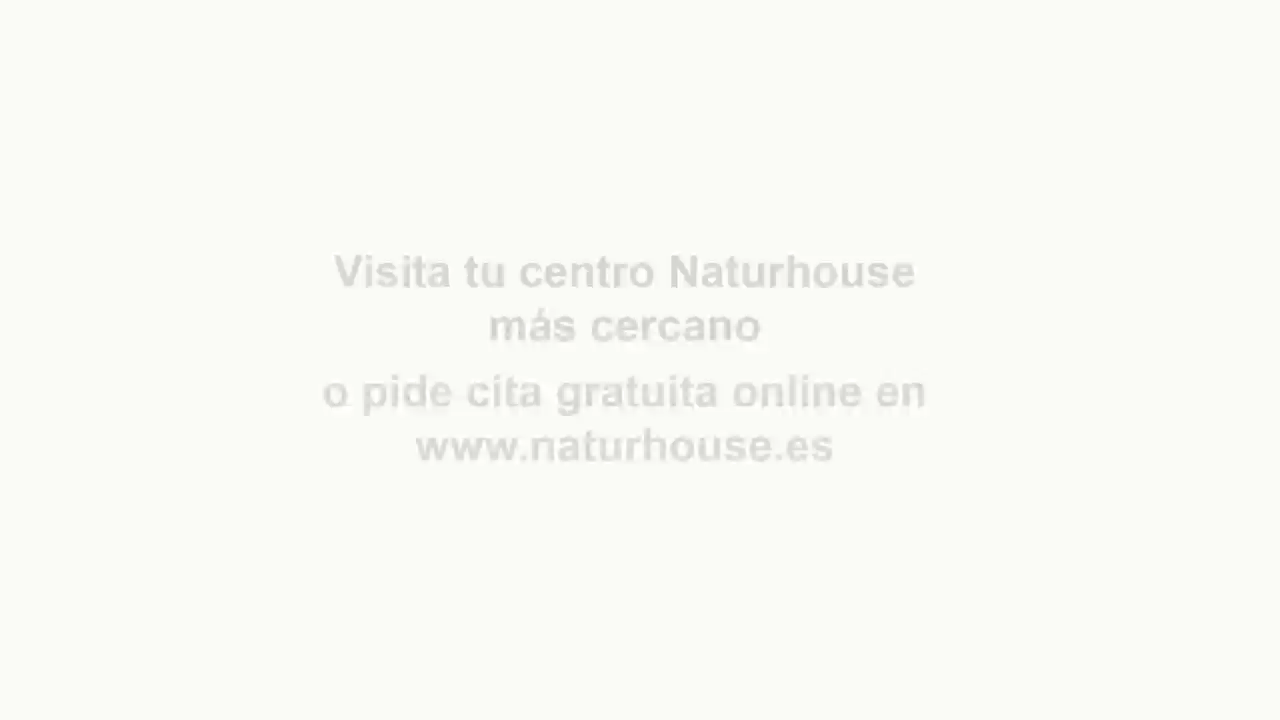 Visita tu centro Naturhouse
más cercano
o pide cita gratuita online en
www.naturhouse.es